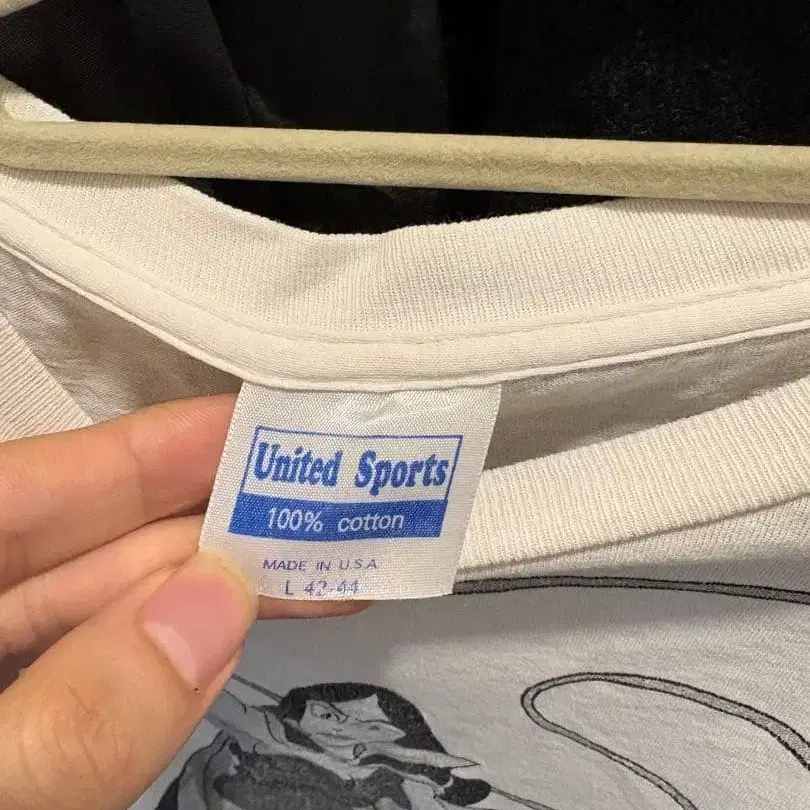 United Sports
100% cotton
MADE IN U.S.A
L 42-44